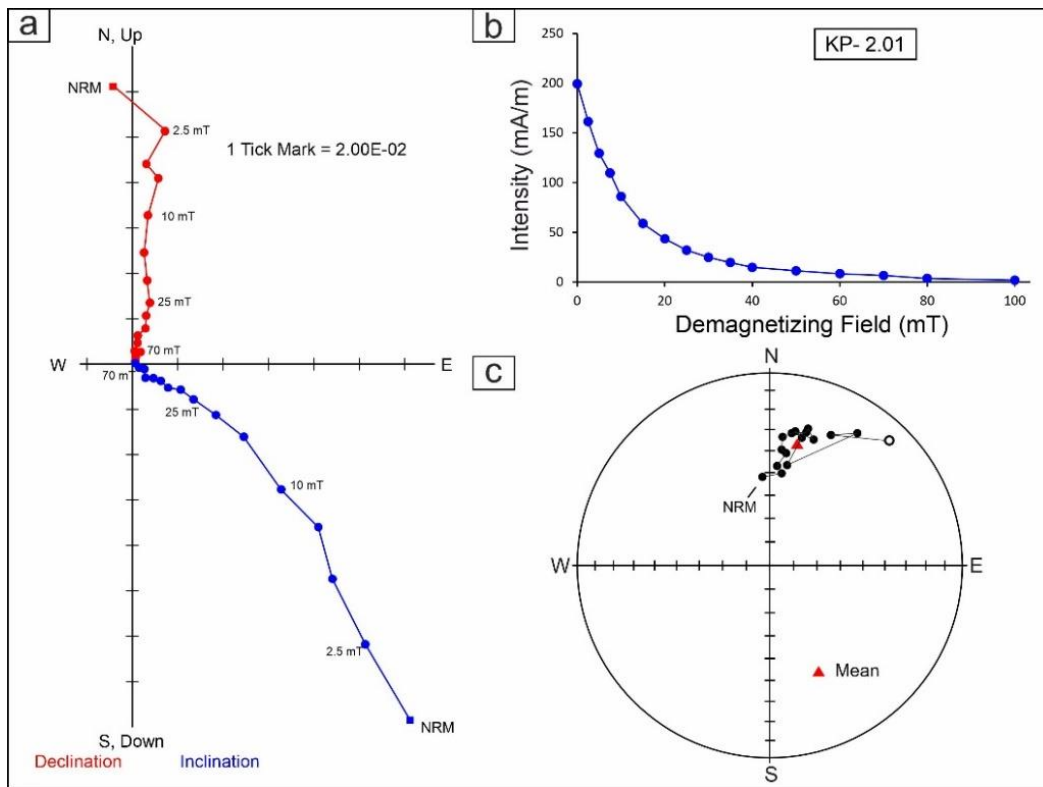 a
N, Up
NRM
2.5 mT
1 Tick Mark = 2.00E-02
10 mT
25 mT
70 mT
W
E
70 mT
25 mT
10 mT
2.5 mT
NRM
S, Down
Declination
Inclination
b
KP- 2.01
250
200
150
100
50
0
Intensity (mA/m)
0
20
40
60
80
100
Demagnetizing Field (mT)
c
N
NRM
W
E
Mean
S